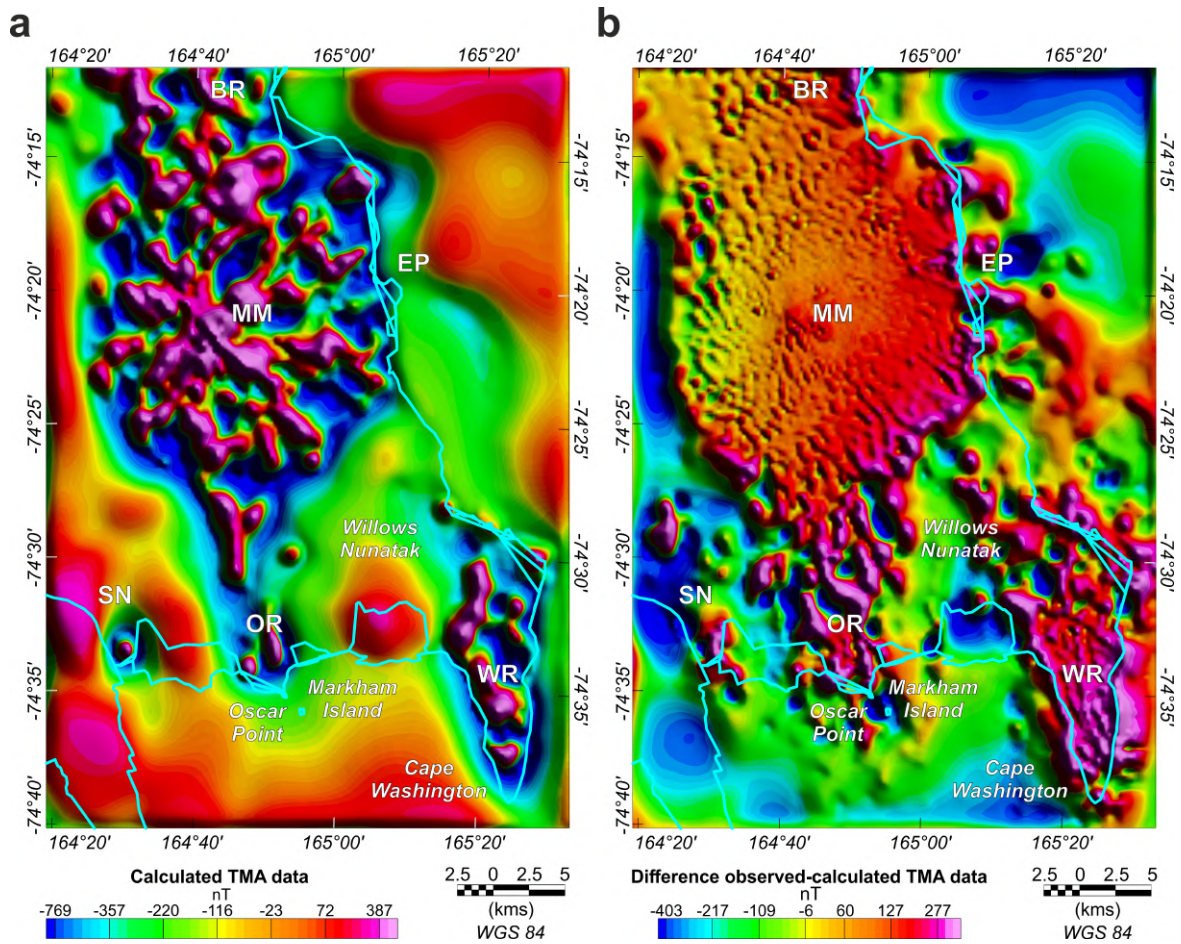 a
164°20' 164°40' 165°00' 165°20'
-74°15' -74°20' -74°25' -74°30' -74°35' -74°40'
-74°15' -74°20' -74°25' -74°30' -74°35'
BR
EP
MM
Willows
Nunatak
SN
OR
WR
Markham
Island
Oscar
Point
Cape
Washington
164°20' 164°40' 165°00' 165°20'
Calculated TMA data
nT
-769 -357 -220 -116 -23 72 387
2.5 0 2.5 5
(kms)
WGS 84
b
164°20' 164°40' 165°00' 165°20'
-74°15' -74°20' -74°25' -74°30' -74°35' -74°40'
-74°15' -74°20' -74°25' -74°30' -74°35'
BR
EP
MM
Willows
Nunatak
SN
OR
WR
Markham
Island
Oscar
Point
Cape
Washington
164°20' 164°40' 165°00' 165°20'
Difference observed-calculated TMA data
nT
-403 -217 -109 -6 60 127 277
2.5 0 2.5 5
(kms)
WGS 84